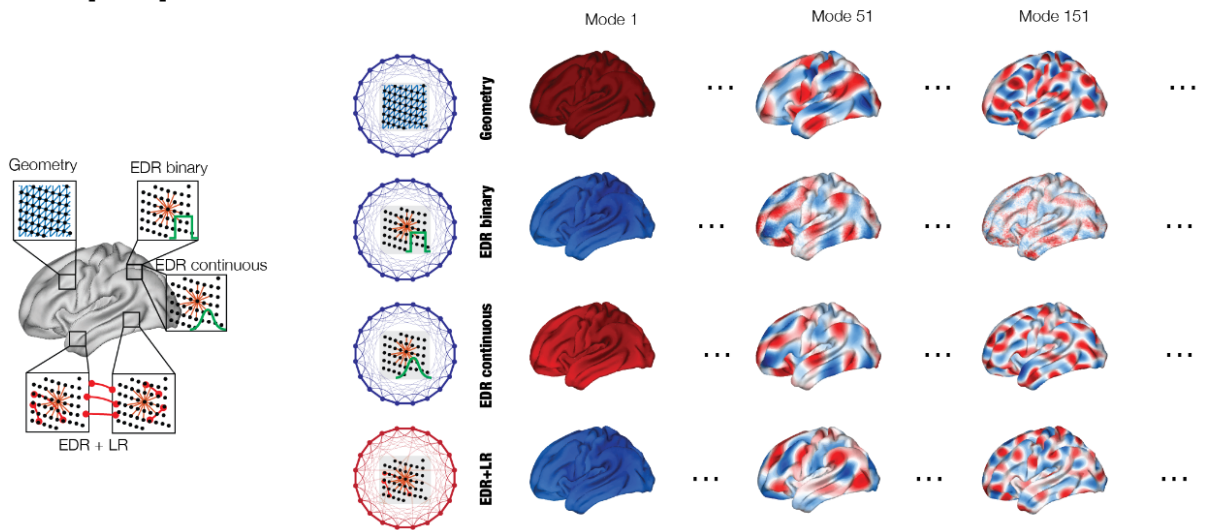 Mode 1
Mode 51
Mode 151
Geometry
EDR binary
EDR continuous
EDR + LR
Geometry
...
...
...
EDR binary
...
...
...
EDR continuous
...
...
...
EDR+LR
...
...
...